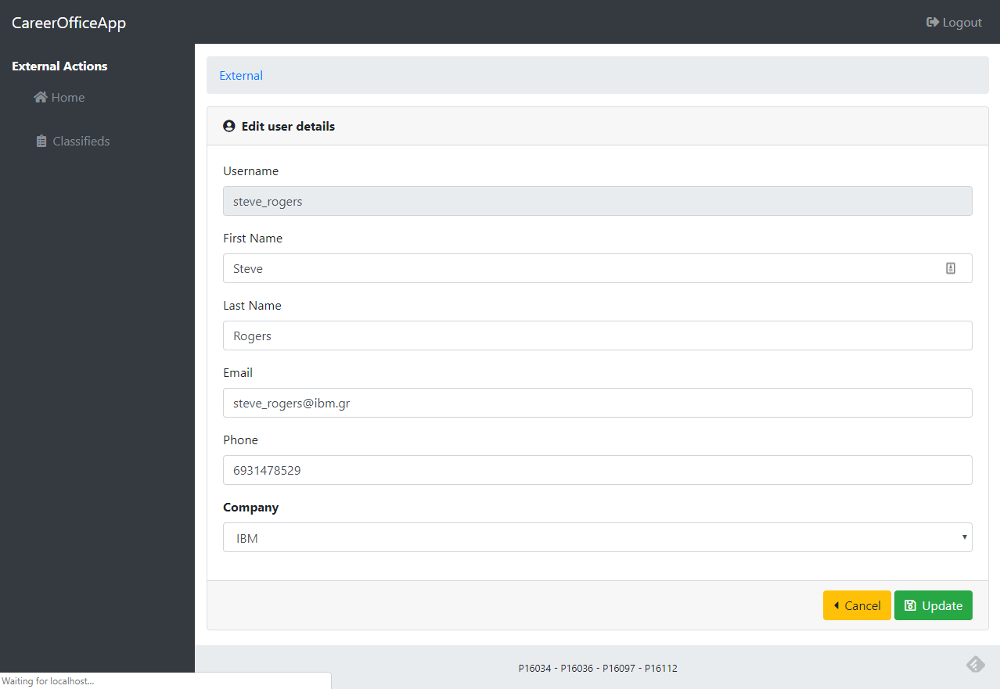 CareerOfficeApp
Logout
External Actions
Home
Classifieds
External
Edit user details
Username
steve_rogers
First Name
Steve
Last Name
Rogers
Email
steve_rogers@ibm.gr
Phone
6931478529
Company
IBM
Cancel
Update
P16034 - P16036 - P16097 - P16112
Waiting for localhost...